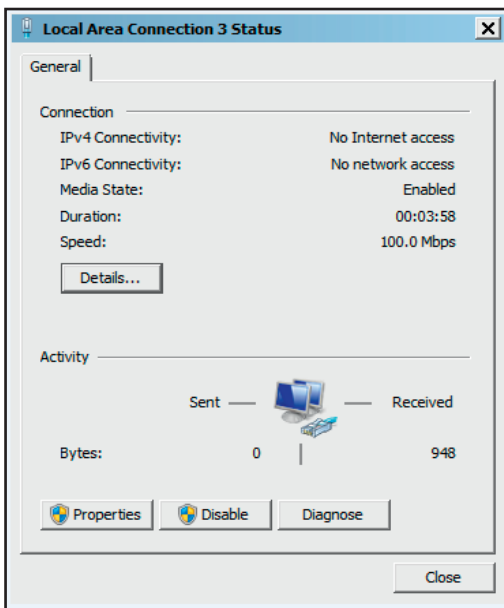 Local Area Connection 3 Status
General
Connection
IPv4 Connectivity: No Internet access
IPv6 Connectivity: No network access
Media State: Enabled
Duration: 00:03:58
Speed: 100.0 Mbps
Details...
Activity
Sent Received
Bytes: 0 948
Properties Disable Diagnose
Close